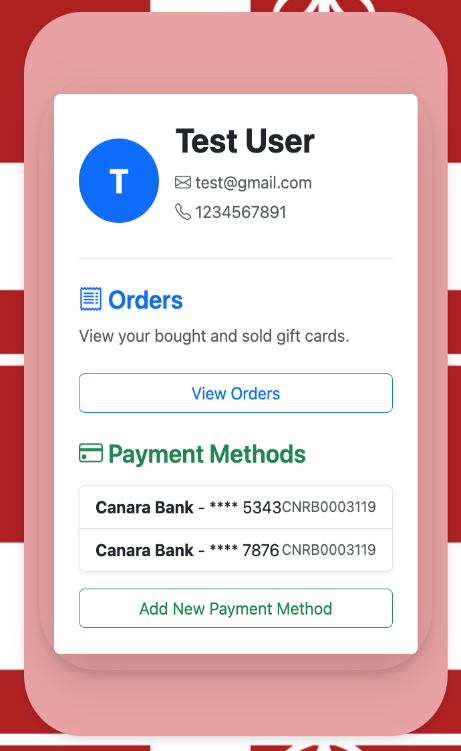 T
Test User
test@gmail.com
1234567891
Orders
View your bought and sold gift cards.
View Orders
Payment Methods
Canara Bank - **** 5343 CNRB0003119
Canara Bank - **** 7876 CNRB0003119
Add New Payment Method